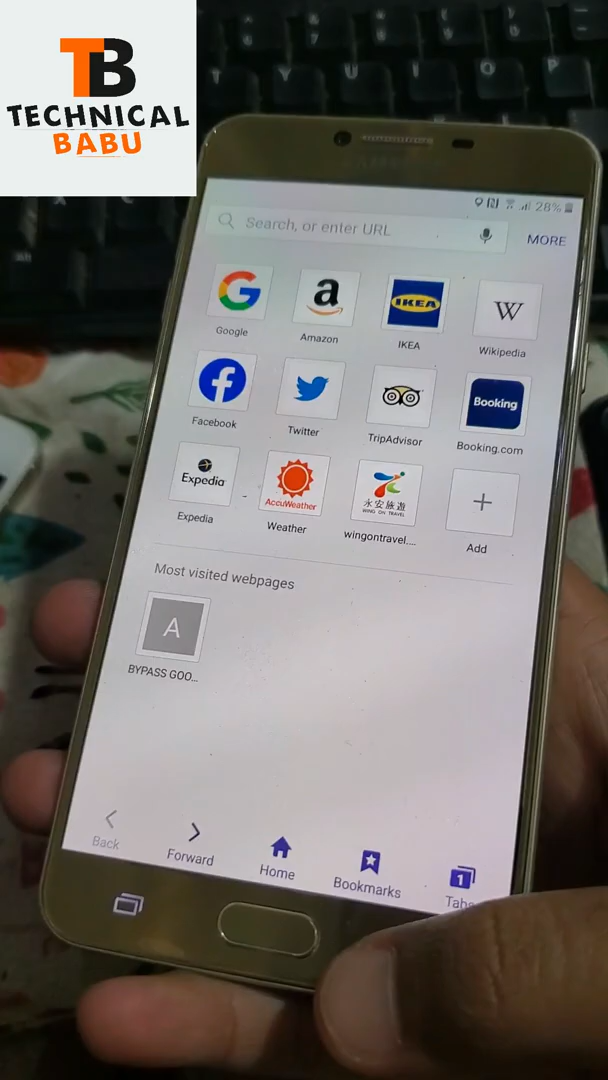 TB
TECHNICAL
BABU
28%
Search, or enter URL
MORE
G
Google
a
Amazon
IKEA
IKEA
W
Wikipedia
f
Facebook
Twitter
TripAdvisor
Booking
Booking.com
Expedia
Expedia
AccuWeather
Weather
永安旅遊
WING ON TRAVEL
wingontravel....
+
Add
Most visited webpages
A
BYPASS GOO...
Back
Forward
Home
Bookmarks
1
Tabs
T Y U I O P